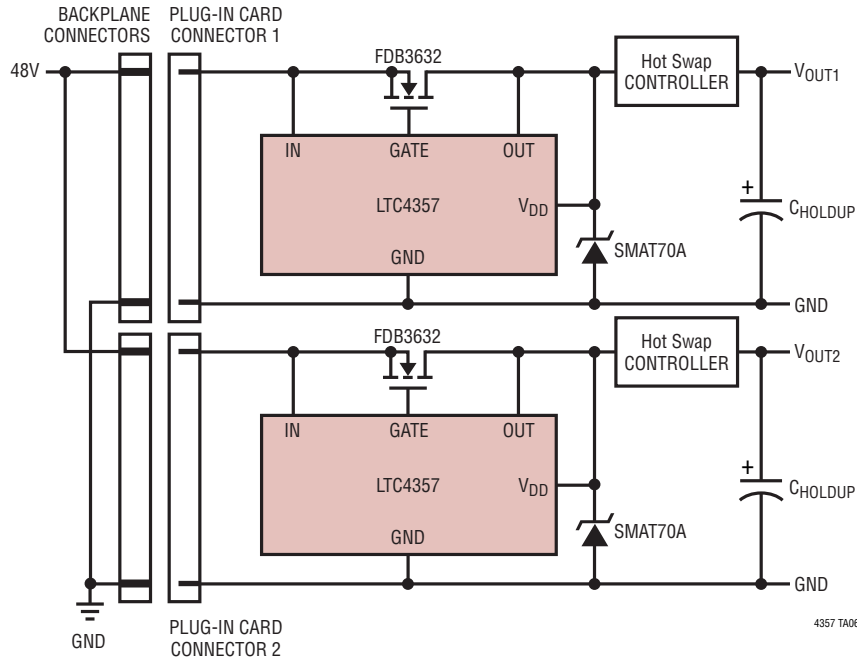 BACKPLANE
CONNECTORS
PLUG-IN CARD
CONNECTOR 1
48V
FDB3632
Hot Swap
CONTROLLER
VOUT1
IN
GATE
OUT
LTC4357
VDD
GND
SMAT70A
+
CHOLDUP
GND
FDB3632
Hot Swap
CONTROLLER
VOUT2
IN
GATE
OUT
LTC4357
VDD
GND
SMAT70A
+
CHOLDUP
GND
GND
PLUG-IN CARD
CONNECTOR 2
4357 TA06